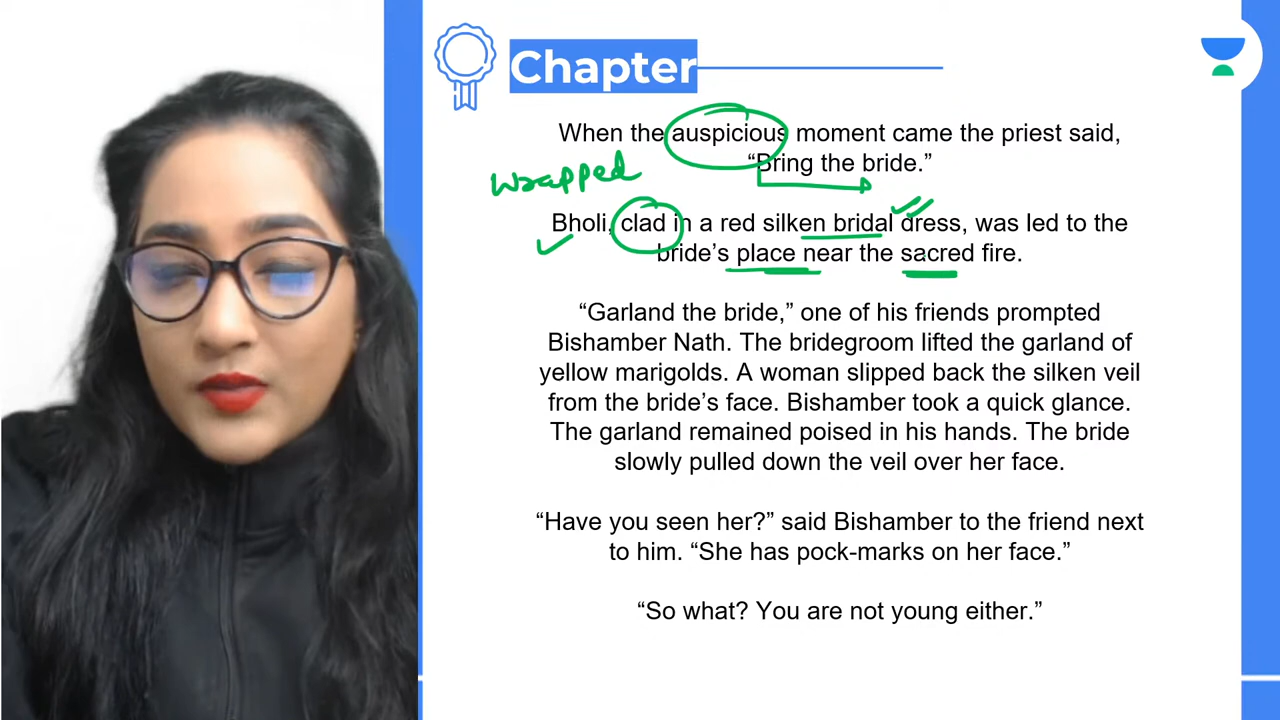 Chapter
When the auspicious moment came the priest said,
“Bring the bride.”
Wrapped
Bholi, clad in a red silken bridal dress, was led to the
bride’s place near the sacred fire.
“Garland the bride,” one of his friends prompted
Bishamber Nath. The bridegroom lifted the garland of
yellow marigolds. A woman slipped back the silken veil
from the bride’s face. Bishamber took a quick glance.
The garland remained poised in his hands. The bride
slowly pulled down the veil over her face.
“Have you seen her?” said Bishamber to the friend next
to him. “She has pock-marks on her face.”
“So what? You are not young either.”